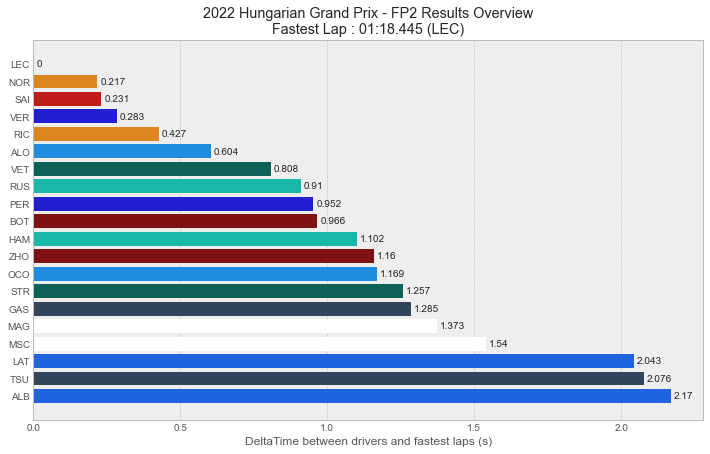 2022 Hungarian Grand Prix - FP2 Results Overview
Fastest Lap : 01:18.445 (LEC)
LEC 0
NOR 0.217
SAI 0.231
VER 0.283
RIC 0.427
ALO 0.604
VET 0.808
RUS 0.91
PER 0.952
BOT 0.966
HAM 1.102
ZHO 1.16
OCO 1.169
STR 1.257
GAS 1.285
MAG 1.373
MSC 1.54
LAT 2.043
TSU 2.076
ALB 2.17
0.0 0.5 1.0 1.5 2.0
DeltaTime between drivers and fastest laps (s)